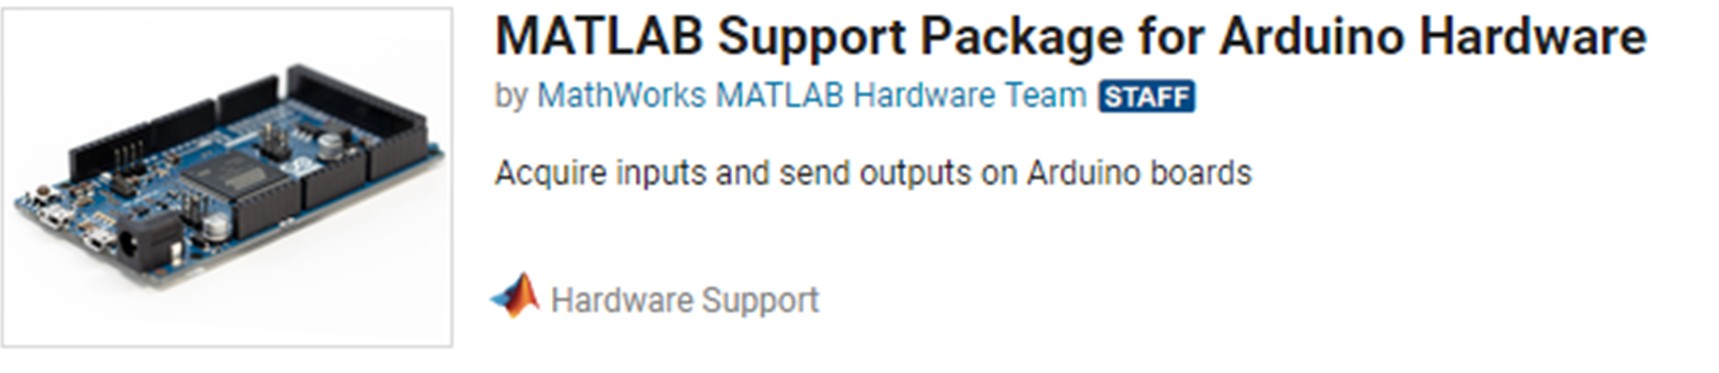 MATLAB Support Package for Arduino Hardware
by MathWorks MATLAB Hardware Team STAFF
Acquire inputs and send outputs on Arduino boards
Hardware Support